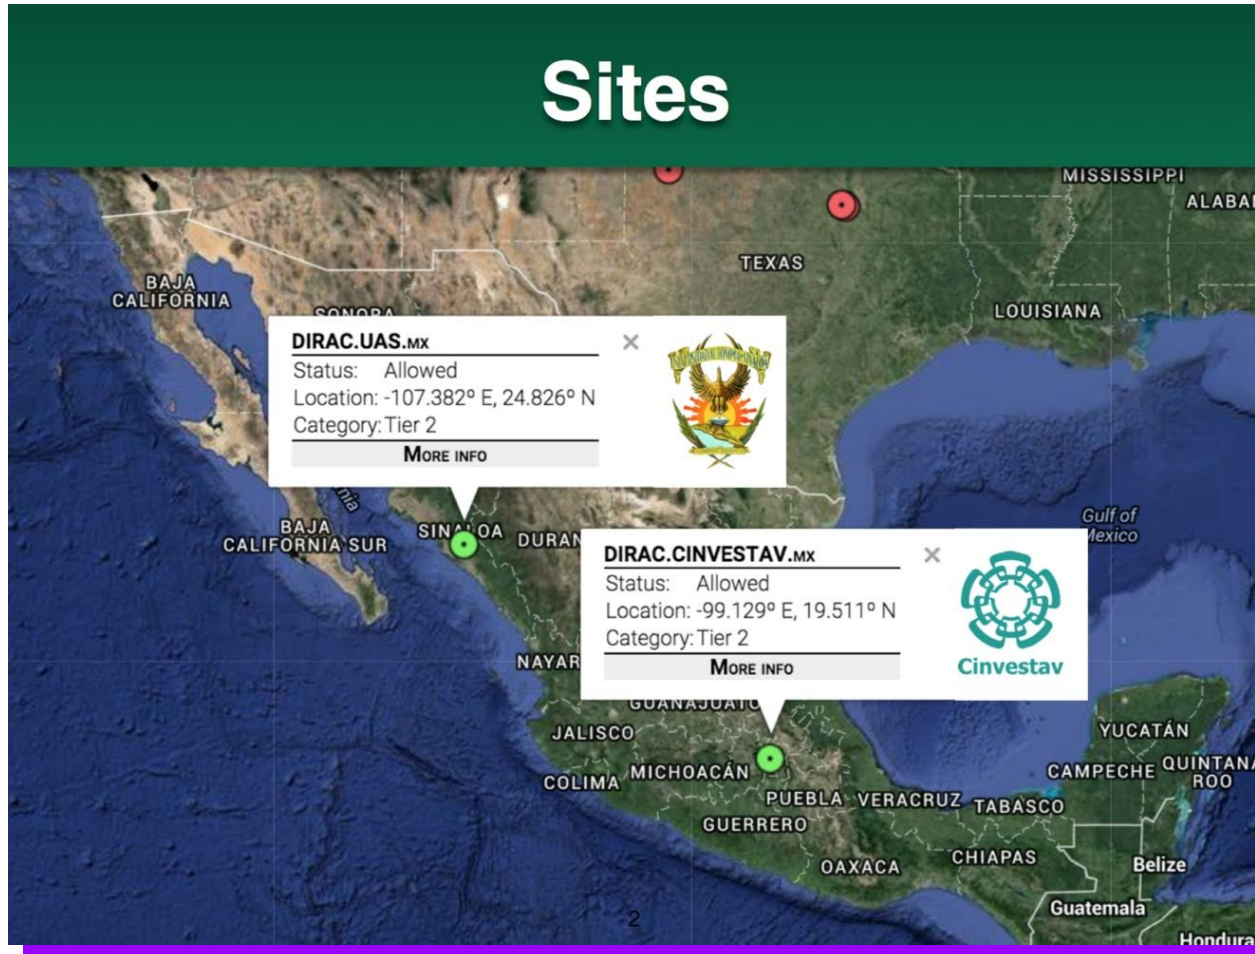 Sites
MISSISSIPPI
TEXAS
BAJA
CALIFORNIA
LOUISIANA
DIRAC.UAS.MX
Status: Allowed
Location: -107.382º E, 24.826º N
Category: Tier 2
MORE INFO
BAJA
CALIFORNIA SUR
Gulf of
DIRAC.CINVESTAV.MX
Status: Allowed
Location: -99.129º E, 19.511º N
Category: Tier 2
MORE INFO
Cinvestav
JALISCO
YUCATÁN
COLIMA
MICHOACÁN
CAMPECHE
QUINTANA
ROO
PUEBLA
VERACRUZ
TABASCO
GUERRERO
OAXACA
CHIAPAS
Belize
Guatemala
2